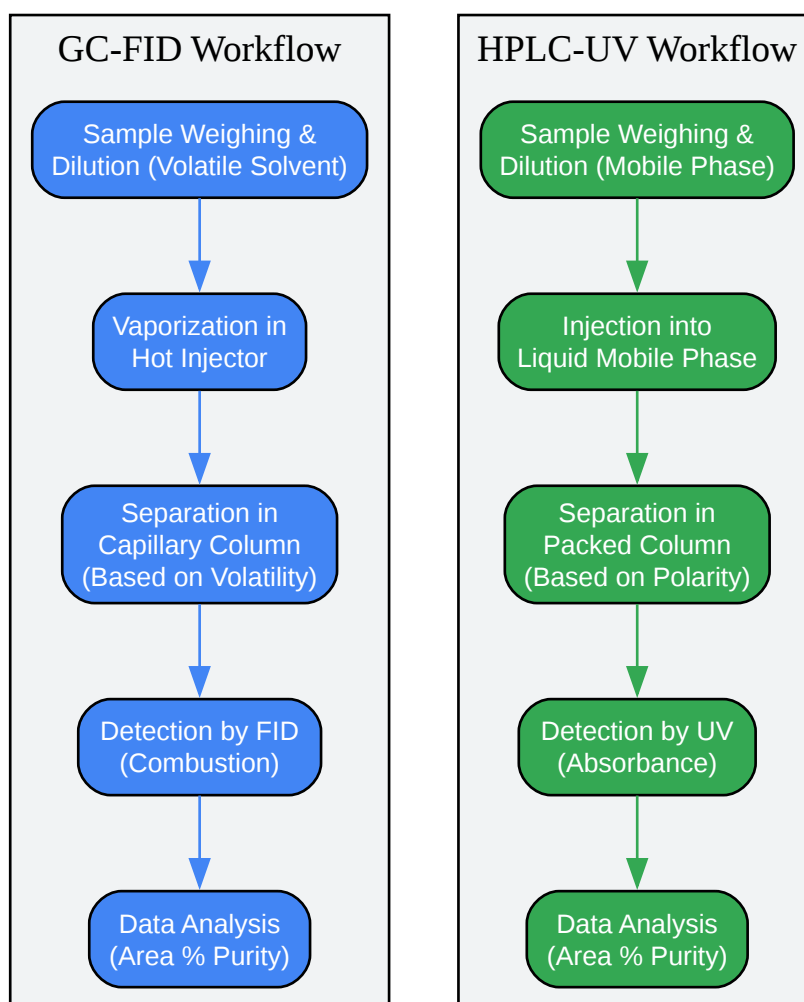 GC-FID Workflow
Sample Weighing &
Dilution (Volatile Solvent)
Vaporization in
Hot Injector
Separation in
Capillary Column
(Based on Volatility)
Detection by FID
(Combustion)
Data Analysis
(Area % Purity)
HPLC-UV Workflow
Sample Weighing &
Dilution (Mobile Phase)
Injection into
Liquid Mobile Phase
Separation in
Packed Column
(Based on Polarity)
Detection by UV
(Absorbance)
Data Analysis
(Area % Purity)